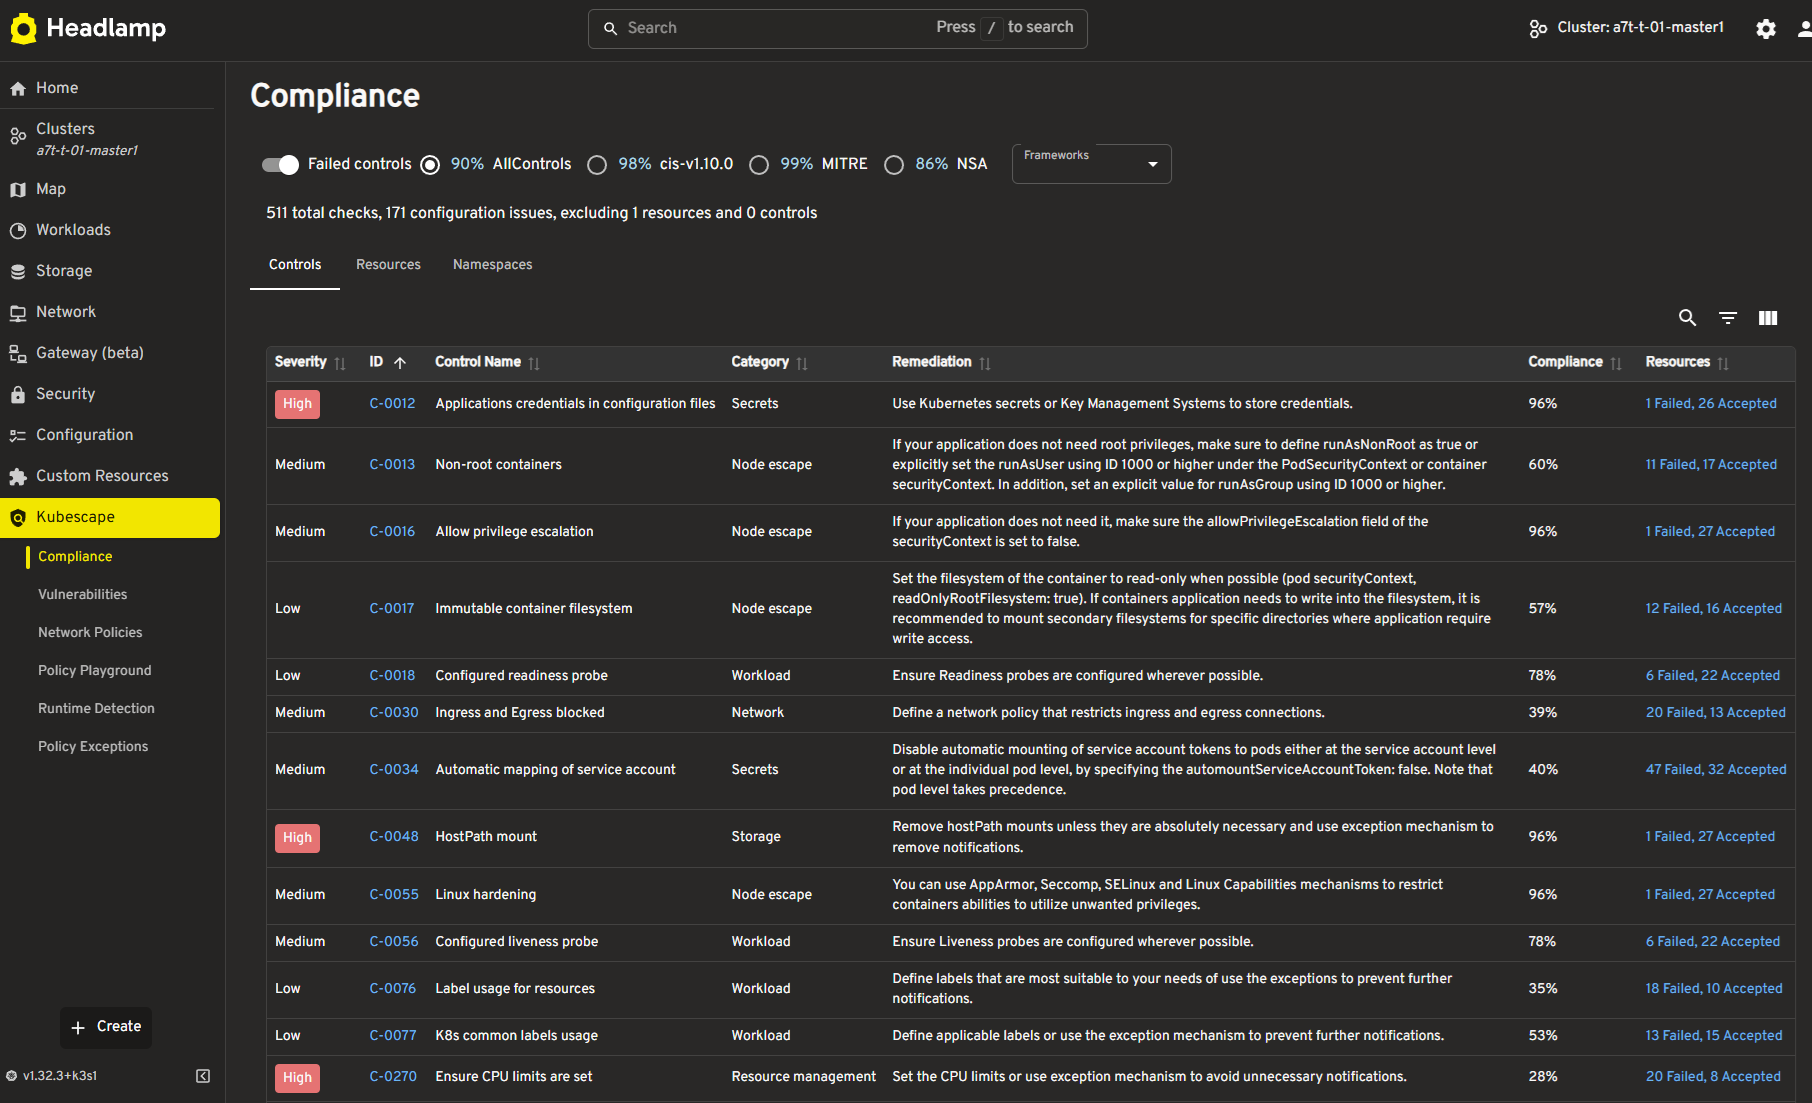 Headlamp
Search
Press / to search
Cluster: a7t-t-01-master1
Home
Clusters
a7t-t-01-master1
Map
Workloads
Storage
Network
Gateway (beta)
Security
Configuration
Custom Resources
Kubescape
Compliance
Vulnerabilities
Network Policies
Policy Playground
Runtime Detection
Policy Exceptions
Create
v1.32.3+k3s1
Compliance
Failed controls 90% AllControls 98% cis-v1.10.0 99% MITRE 86% NSA
Frameworks
511 total checks, 171 configuration issues, excluding 1 resources and 0 controls
Controls Resources Namespaces
Severity ID Control Name Category Remediation Compliance Resources
High C-0012 Applications credentials in configuration files Secrets Use Kubernetes secrets or Key Management Systems to store credentials. 96% 1 Failed, 26 Accepted
If your application does not need root privileges, make sure to define runAsNonRoot as true or
Medium C-0013 Non-root containers Node escape explicitly set the runAsUser using ID 1000 or higher under the PodSecurityContext or container 60% 11 Failed, 17 Accepted
securityContext. In addition, set an explicit value for runAsGroup using ID 1000 or higher.
Medium C-0016 Allow privilege escalation Node escape If your application does not need it, make sure the allowPrivilegeEscalation field of the 96% 1 Failed, 27 Accepted
securityContext is set to false.
Set the filesystem of the container to read-only when possible (pod securityContext,
readOnlyRootFilesystem: true). If containers application needs to write into the filesystem, it is
Low C-0017 Immutable container filesystem Node escape recommended to mount secondary filesystems for specific directories where application require 57% 12 Failed, 16 Accepted
write access.
Low C-0018 Configured readiness probe Workload Ensure Readiness probes are configured wherever possible. 78% 6 Failed, 22 Accepted
Medium C-0030 Ingress and Egress blocked Network Define a network policy that restricts ingress and egress connections. 39% 20 Failed, 13 Accepted
Disable automatic mounting of service account tokens to pods either at the service account level
Medium C-0034 Automatic mapping of service account Secrets or at the individual pod level, by specifying the automountServiceAccountToken: false. Note that 40% 47 Failed, 32 Accepted
pod level takes precedence.
High C-0048 HostPath mount Storage Remove hostPath mounts unless they are absolutely necessary and use exception mechanism to 96% 1 Failed, 27 Accepted
remove notifications.
Medium C-0055 Linux hardening Node escape You can use AppArmor, Seccomp, SELinux and Linux Capabilities mechanisms to restrict 96% 1 Failed, 27 Accepted
containers abilities to utilize unwanted privileges.
Medium C-0056 Configured liveness probe Workload Ensure Liveness probes are configured wherever possible. 78% 6 Failed, 22 Accepted
Low C-0076 Label usage for resources Workload Define labels that are most suitable to your needs of use the exceptions to prevent further 35% 18 Failed, 10 Accepted
notifications.
Low C-0077 K8s common labels usage Workload Define applicable labels or use the exception mechanism to prevent further notifications. 53% 13 Failed, 15 Accepted
High C-0270 Ensure CPU limits are set Resource management Set the CPU limits or use exception mechanism to avoid unnecessary notifications. 28% 20 Failed, 8 Accepted